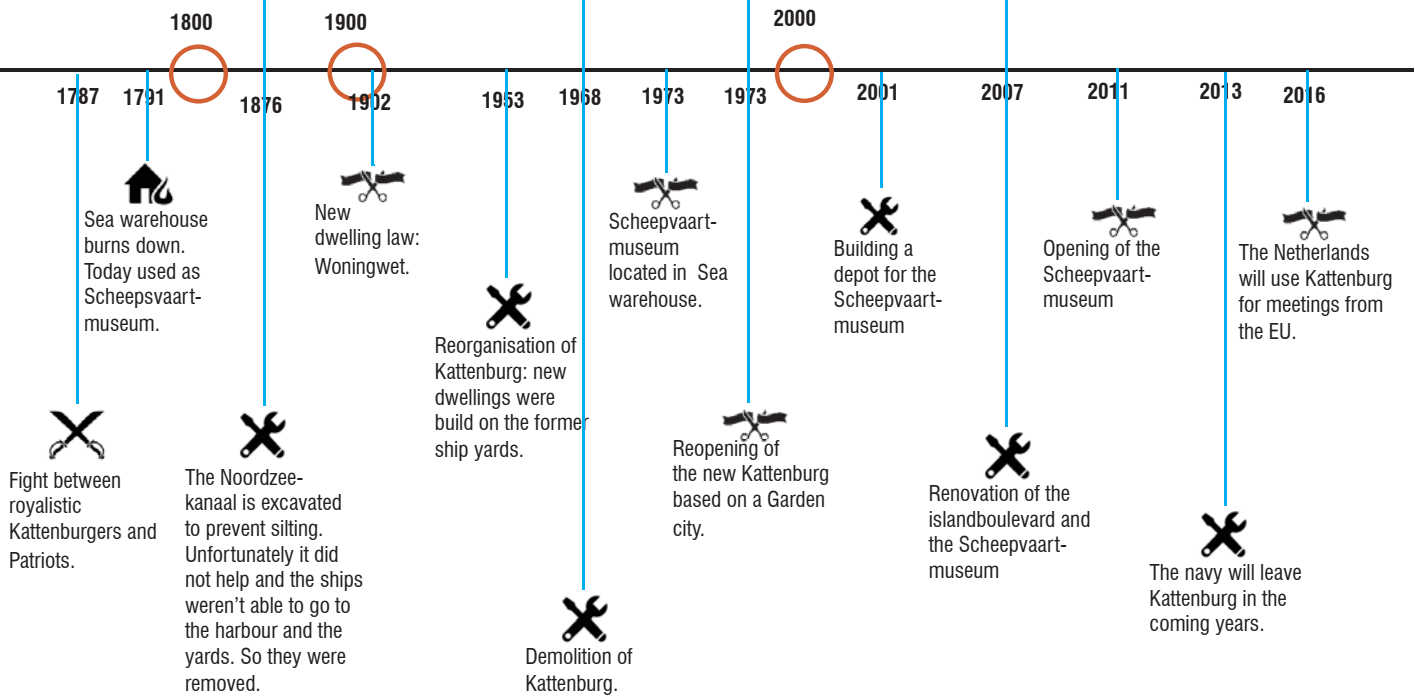 1800
1900
2000
1787
1791
1876
1902
1953
1968
1973
1973
2001
2007
2011
2013
2016
Sea warehouse
burns down.
Today used as
Scheepsvaart-
museum.
New
dwelling law:
Woningwet.
Scheepvaart-
museum
located in Sea
warehouse.
Building a
depot for the
Scheepvaart-
museum
Opening of the
Scheepvaart-
museum
The Netherlands
will use Kattenburg
for meetings from
the EU.
Reorganisation of
Kattenburg: new
dwellings were
build on the former
ship yards.
Fight between
royalistic
Kattenburgers and
Patriots.
The Noordzee-
kanaal is excavated
to prevent silting.
Unfortunately it did
not help and the ships
weren't able to go to
the harbour and the
yards. So they were
removed.
Reopening of
the new Kattenburg
based on a Garden
city.
Renovation of the
islandboulevard and
the Scheepvaart-
museum
The navy will leave
Kattenburg in the
coming years.
Demolition of
Kattenburg.